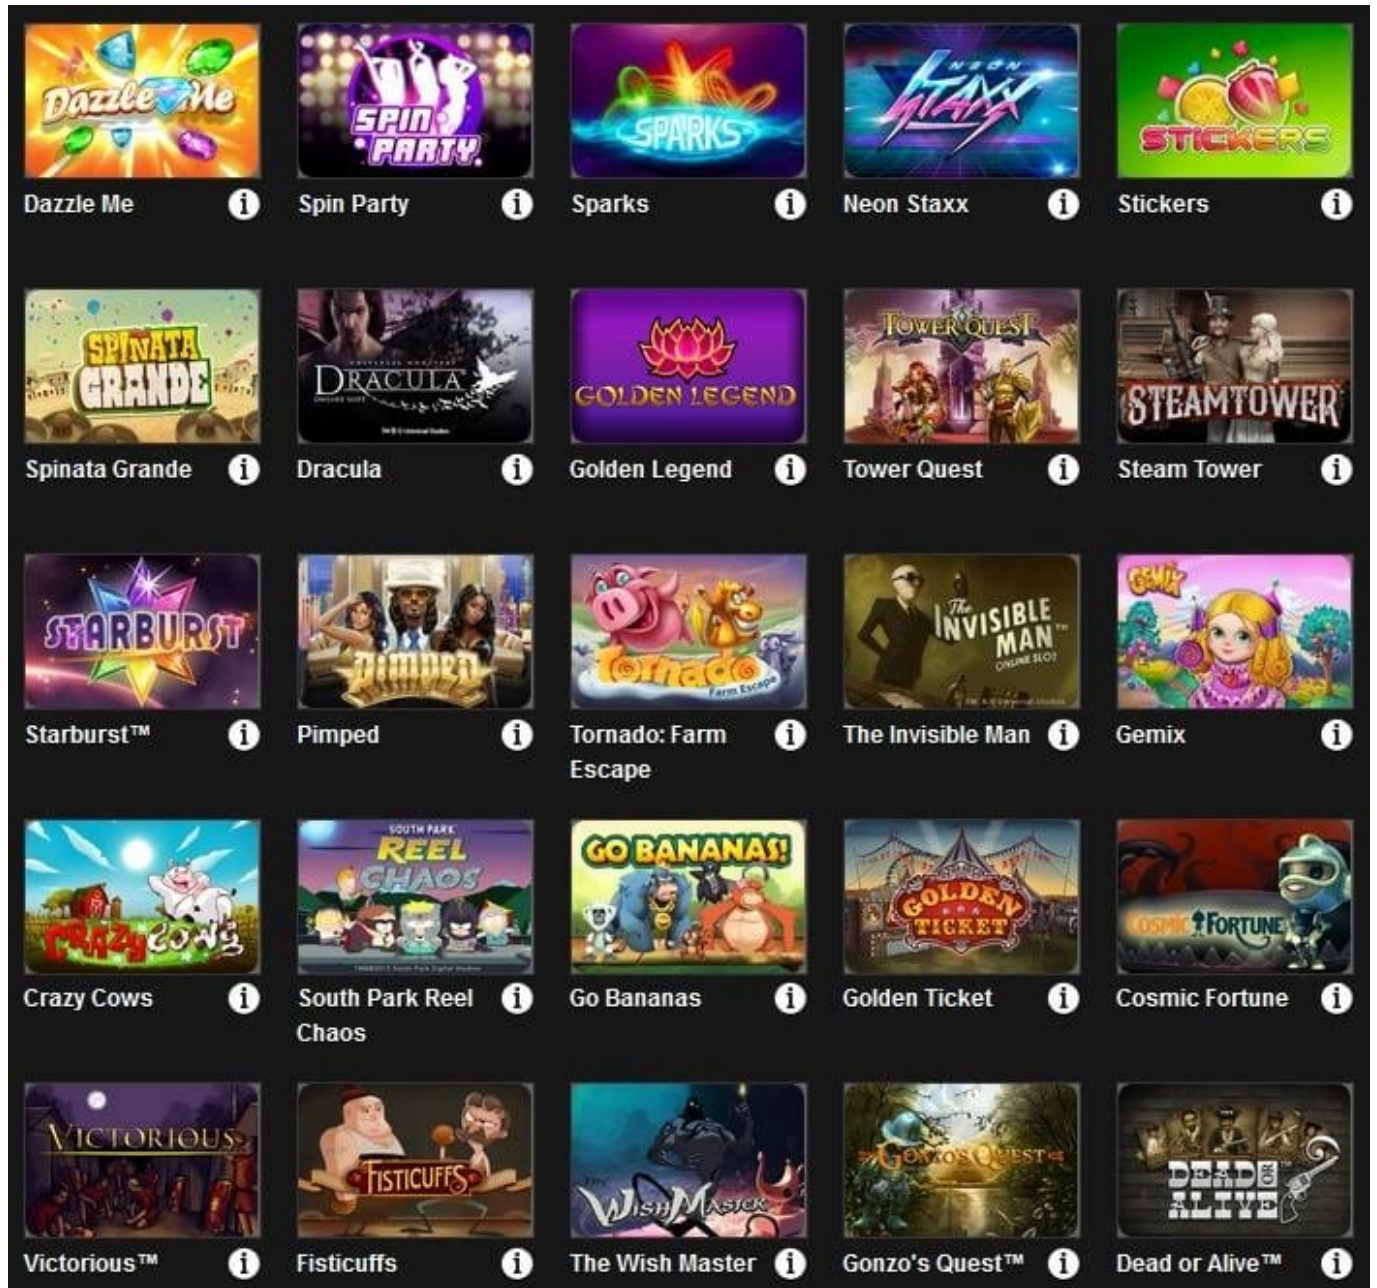 Dazzle Me
SPIN
PARTY
SPARKS
NEON
STAXX
STICKERS
Dazzle Me
Spin Party
Sparks
Neon Staxx
Stickers
SPINATA
GRANDE
UNIVERSAL MONSTERS
DRACULA
ONLINE SLOT
GOLDEN LEGEND
TOWER QUEST
STEAMTOWER
Spinata Grande
Dracula
Golden Legend
Tower Quest
Steam Tower
STARBURST
PIMPED
Tornado
Farm Escape
The
INVISIBLE
MAN™
ONLINE SLOT
GEMIX
Starburst™
Pimped
Tornado: Farm
Escape
The Invisible Man
Gemix
CRAZY COWS
SOUTH PARK
REEL
CHAOS
GO BANANAS!
GOLDEN
TICKET
COSMIC FORTUNE
Crazy Cows
South Park Reel
Chaos
Go Bananas
Golden Ticket
Cosmic Fortune
VICTORIOUS
FISTICUFFS
THE
WISH MASTER
GONZO'S QUEST
DEAD OR
ALIVE
Victorious™
Fisticuffs
The Wish Master
Gonzo's Quest™
Dead or Alive™